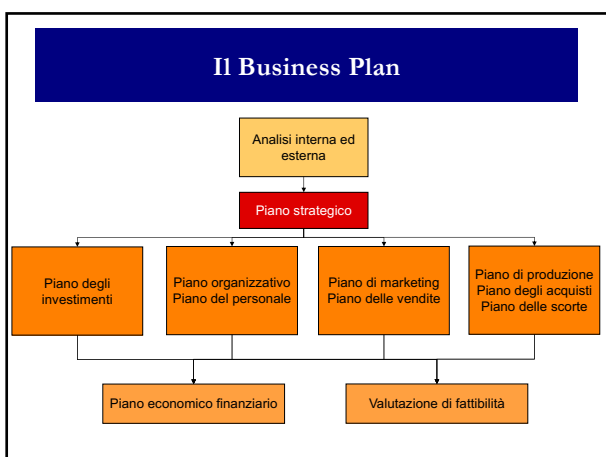 Il Business Plan
Analisi interna ed
esterna
Piano strategico
Piano degli
investimenti
Piano organizzativo
Piano del personale
Piano di marketing
Piano delle vendite
Piano di produzione
Piano degli acquisti
Piano delle scorte
Piano economico finanziario
Valutazione di fattibilità